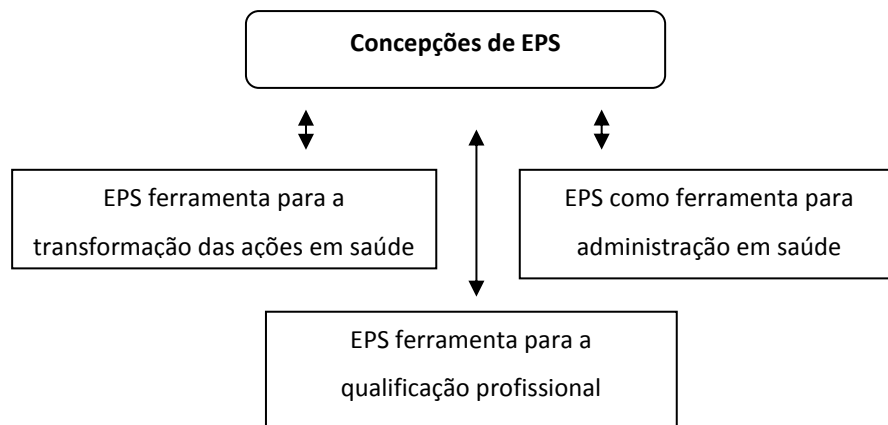 Concepções de EPS
EPS ferramenta para a
transformação das ações em saúde
EPS como ferramenta para
administração em saúde
EPS ferramenta para a
qualificação profissional